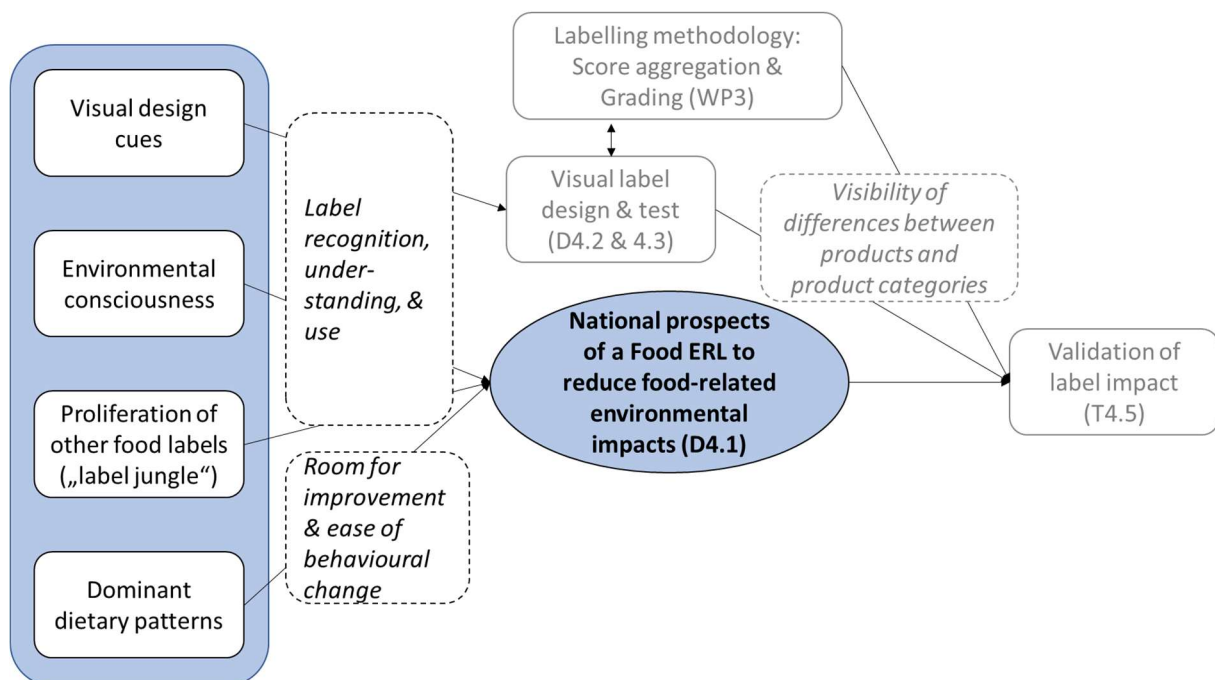 Visual design
cues
Environmental
consciousness
Proliferation of
other food labels
(„label jungle“)
Dominant
dietary patterns
Label
recognition,
under-
standing, &
use
Room for
improvement
& ease of
behavioural
change
Labelling methodology:
Score aggregation &
Grading (WP3)
Visual label
design & test
(D4.2 & 4.3)
National prospects
of a Food ERL to
reduce food-related
environmental
impacts (D4.1)
Visibility of
differences between
products and
product categories
Validation of
label impact
(T4.5)